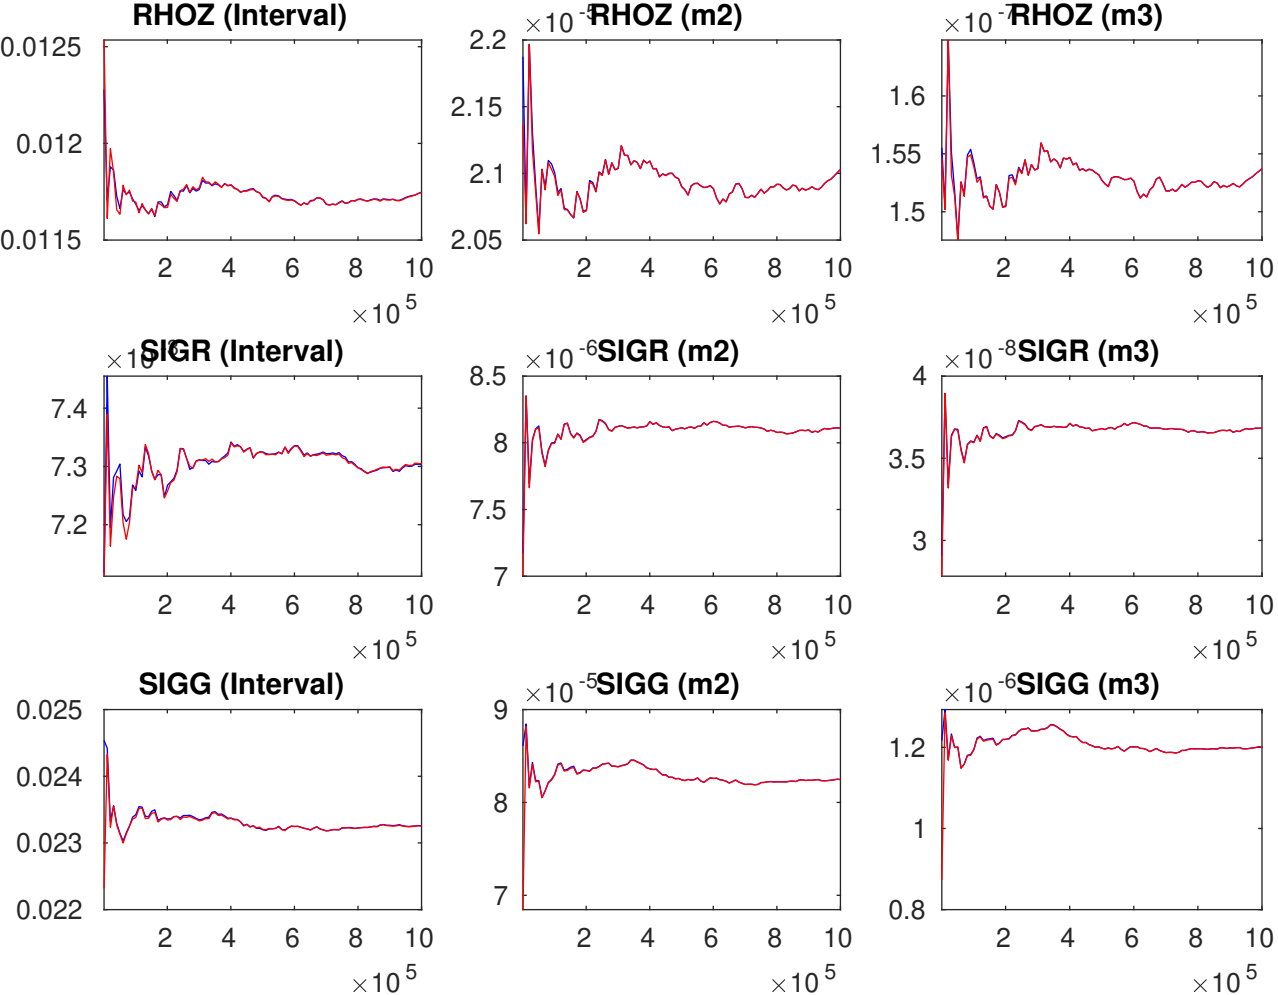 RHOZ (Interval)
×10 -5 RHOZ (m2)
×10 -7 RHOZ (m3)
0.0125
0.012
0.0115
2 4 6 8 10
×10 5
2.2
2.15
2.1
2.05
2 4 6 8 10
×10 5
1.6
1.55
1.5
2 4 6 8 10
×10 5
×10 -3 SIGR (Interval)
×10 -6 SIGR (m2)
×10 -8 SIGR (m3)
7.4
7.3
7.2
2 4 6 8 10
×10 5
8.5
8
7.5
7
2 4 6 8 10
×10 5
4
3.5
3
2 4 6 8 10
×10 5
SIGG (Interval)
×10 -5 SIGG (m2)
×10 -6 SIGG (m3)
0.025
0.024
0.023
0.022
2 4 6 8 10
×10 5
9
8
7
2 4 6 8 10
×10 5
1.2
1
0.8
2 4 6 8 10
×10 5